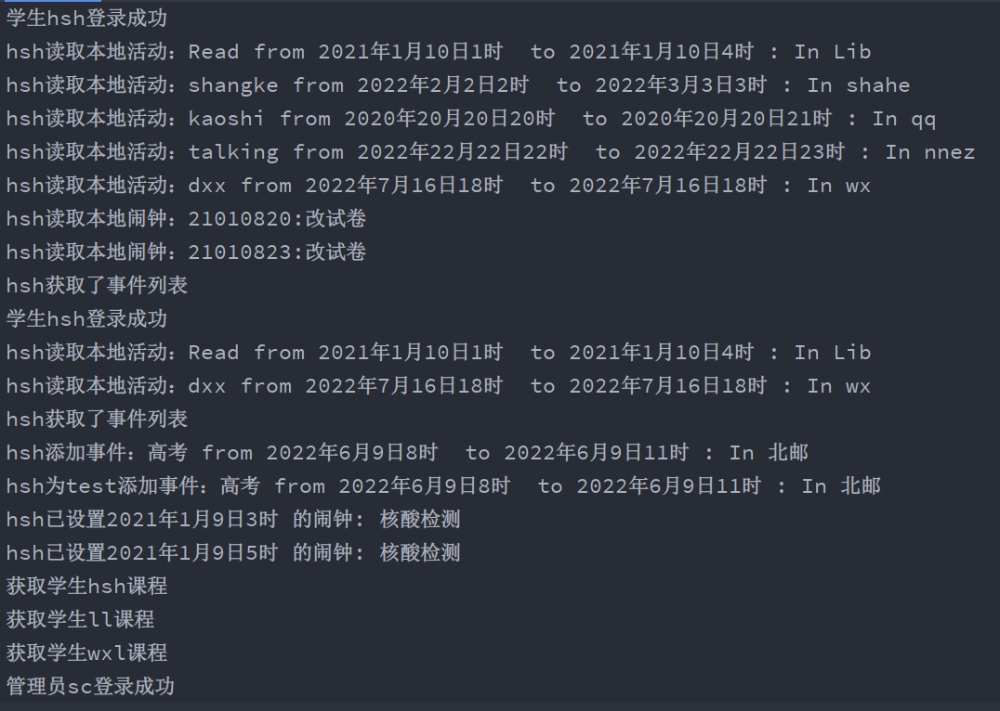 学生hsh登录成功
hsh读取本地活动：Read from 2021年1月10日1时  to 2021年1月10日4时 : In Lib
hsh读取本地活动：shangke from 2022年2月2日2时  to 2022年3月3日3时 : In shahe
hsh读取本地活动：kaoshi from 2020年20月20日20时  to 2020年20月20日21时 : In qq
hsh读取本地活动：talking from 2022年22月22日22时  to 2022年22月22日23时 : In nnez
hsh读取本地活动：dxx from 2022年7月16日18时  to 2022年7月16日18时 : In wx
hsh读取本地闹钟：21010820:改试卷
hsh读取本地闹钟：21010823:改试卷
hsh获取了事件列表
学生hsh登录成功
hsh读取本地活动：Read from 2021年1月10日1时  to 2021年1月10日4时 : In Lib
hsh读取本地活动：dxx from 2022年7月16日18时  to 2022年7月16日18时 : In wx
hsh获取了事件列表
hsh添加事件：高考 from 2022年6月9日8时  to 2022年6月9日11时 : In 北邮
hsh为test添加事件：高考 from 2022年6月9日8时  to 2022年6月9日11时 : In 北邮
hsh已设置2021年1月9日3时 的闹钟: 核酸检测
hsh已设置2021年1月9日5时 的闹钟: 核酸检测
获取学生hsh课程
获取学生ll课程
获取学生wxl课程
管理员sc登录成功